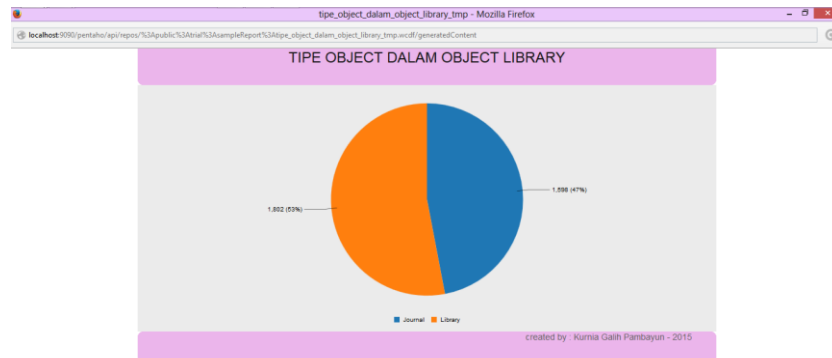 tipe_object_dalam_object_library_tmp - Mozilla Firefox
localhost:9090/pentaho/api/repos/%3Apublic%3Atrial%3AsampleReport%3Atipe_object_dalam_object_library_tmp.wcdf/generatedContent
TIPE OBJECT DALAM OBJECT LIBRARY
1,598 (47%)
1,802 (53%)
Journal Library
created by : Kurnia Galih Pambayun - 2015